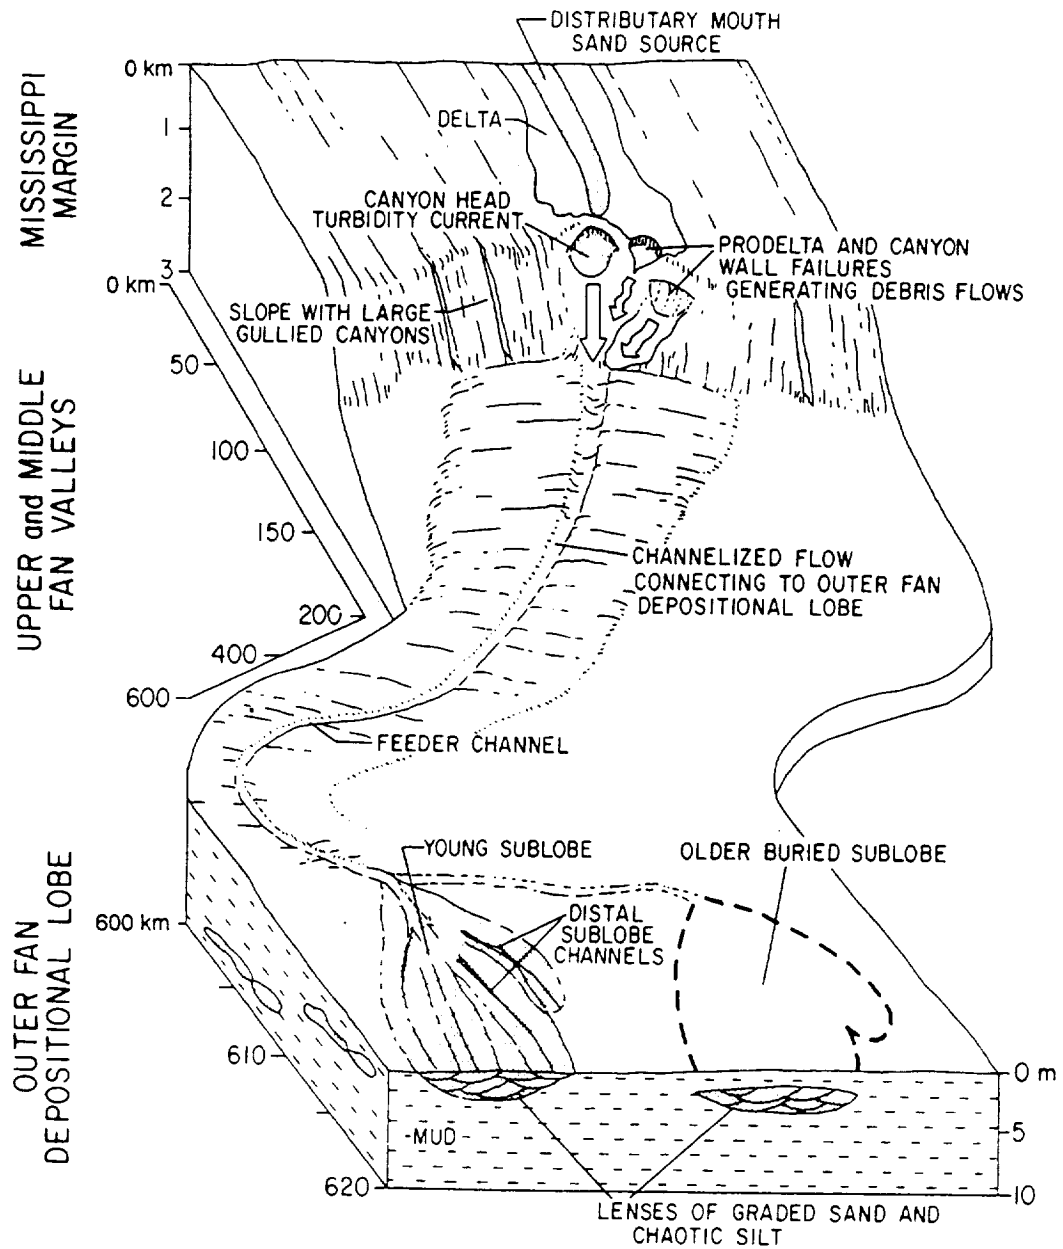 DISTRIBUTARY MOUTH
SAND SOURCE
MISSISSIPPI
MARGIN
0 km
1
2
3
DELTA
CANYON HEAD
TURBIDITY CURRENT
PRODELTA AND CANYON
WALL FAILURES
GENERATING DEBRIS FLOWS
SLOPE WITH LARGE
GULLIED CANYONS
UPPER and MIDDLE
FAN VALLEYS
0 km
50
100
150
200
400
600
CHANNELIZED FLOW
CONNECTING TO OUTER FAN
DEPOSITIONAL LOBE
FEEDER CHANNEL
OUTER FAN
DEPOSITIONAL LOBE
600 km
610
620
YOUNG SUBLOBE
OLDER BURIED SUBLOBE
DISTAL
SUBLOBE
CHANNELS
MUD
0 m
5
10
LENSES OF GRADED SAND AND
CHAOTIC SILT